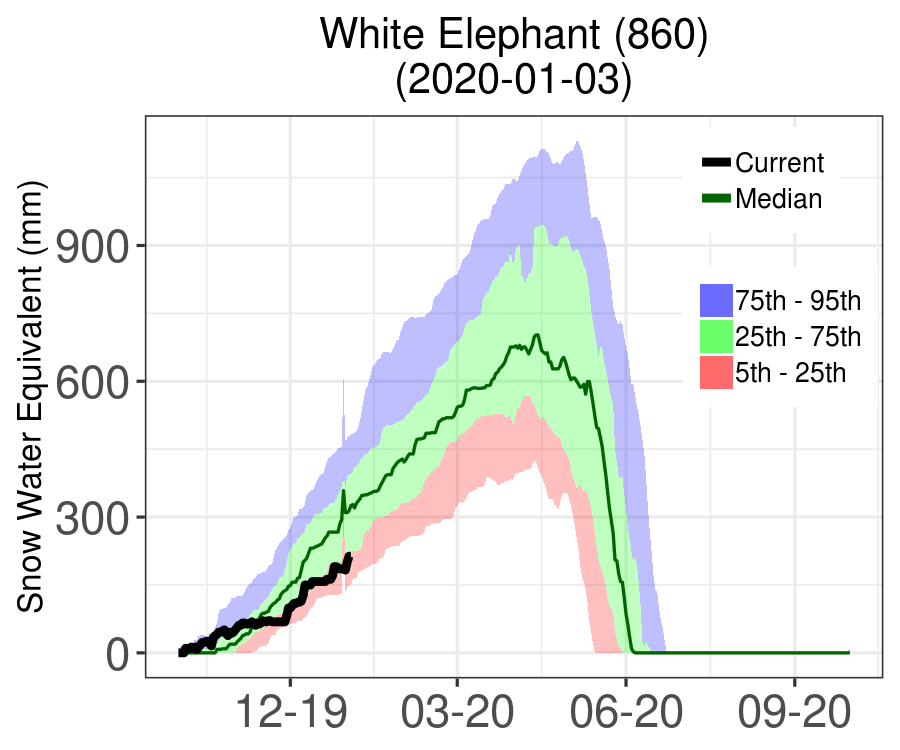 White Elephant (860)
(2020-01-03)
Snow Water Equivalent (mm)
900
600
300
0
12-19
03-20
06-20
09-20
Current
Median
75th - 95th
25th - 75th
5th - 25th